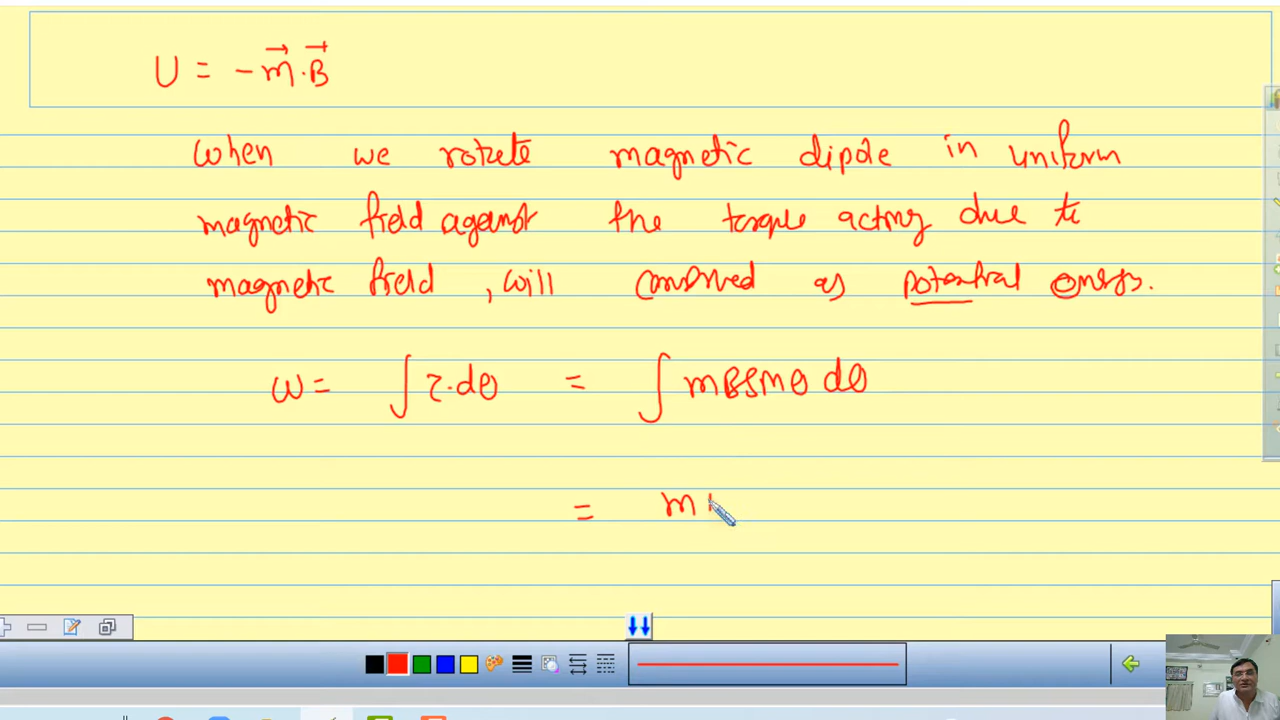 U = -m⃗·B⃗
when we rotate magnetic dipole in uniform
magnetic field against the torque acting due to
magnetic field , will conserved as potential energy.
W = ∫ τ·dθ = ∫ mBsinθ dθ
= m